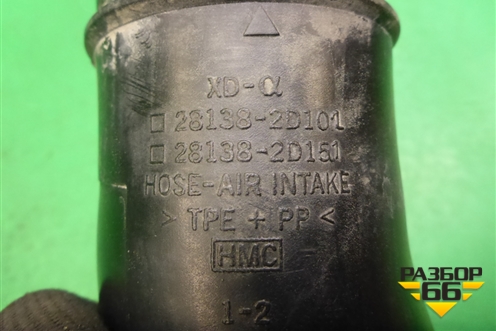 XD-α
□ 28138-2D101
□ 28138-2D151
HOSE-AIR INTAKE
> TPE + PP <
HMC
1-2
РАЗБОР
66